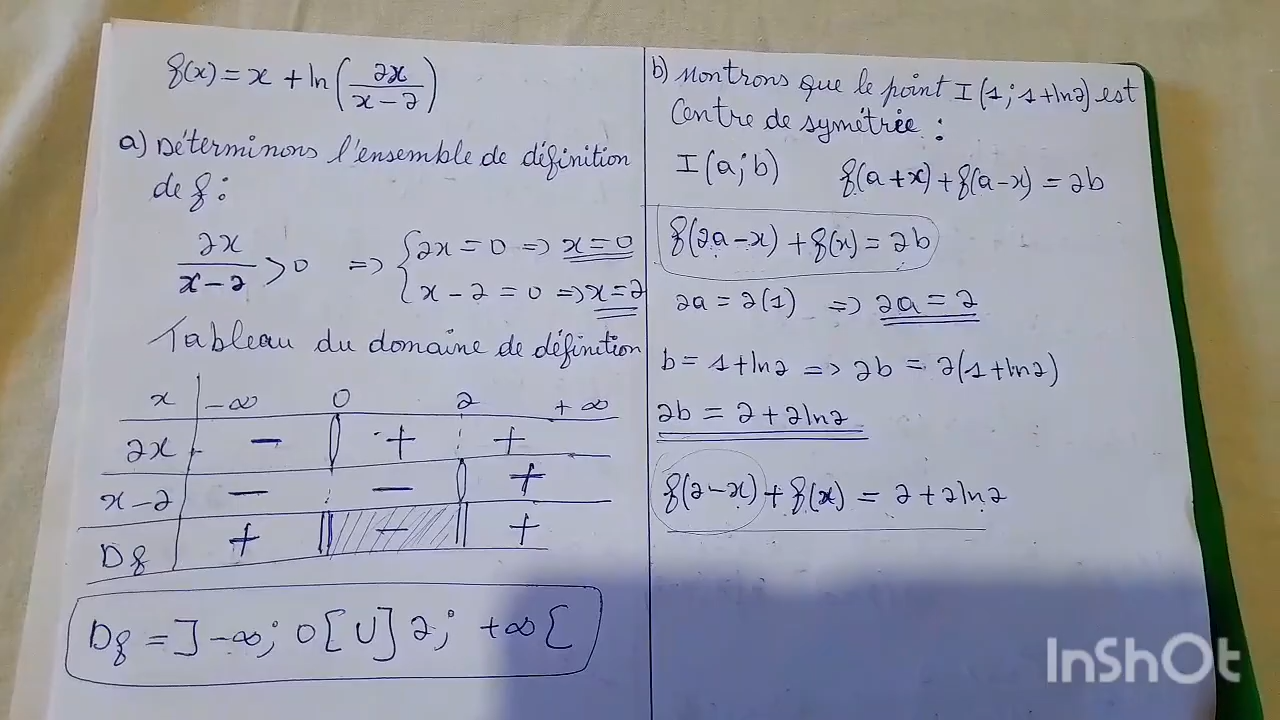 f(x) = x + ln(2x/(x-2))
a) Déterminons l'ensemble de définition
de f :
2x/(x-2) > 0 => { 2x = 0 => x = 0
x - 2 = 0 => x = 2
Tableau du domaine de définition
x | -∞ 0 2 +∞
2x | - + +
x-2 | - - +
Df | + - +
Df = ]-∞; 0[ U ]2; +∞[
b) Montrons que le point I(1; 1+ln2) est
Centre de symétrie :
I(a;b) f(a+x) + f(a-x) = 2b
f(2a-x) + f(x) = 2b
2a = 2(1) => 2a = 2
b = 1+ln2 => 2b = 2(1+ln2)
2b = 2 + 2ln2
f(2-x) + f(x) = 2 + 2ln2
InShOt